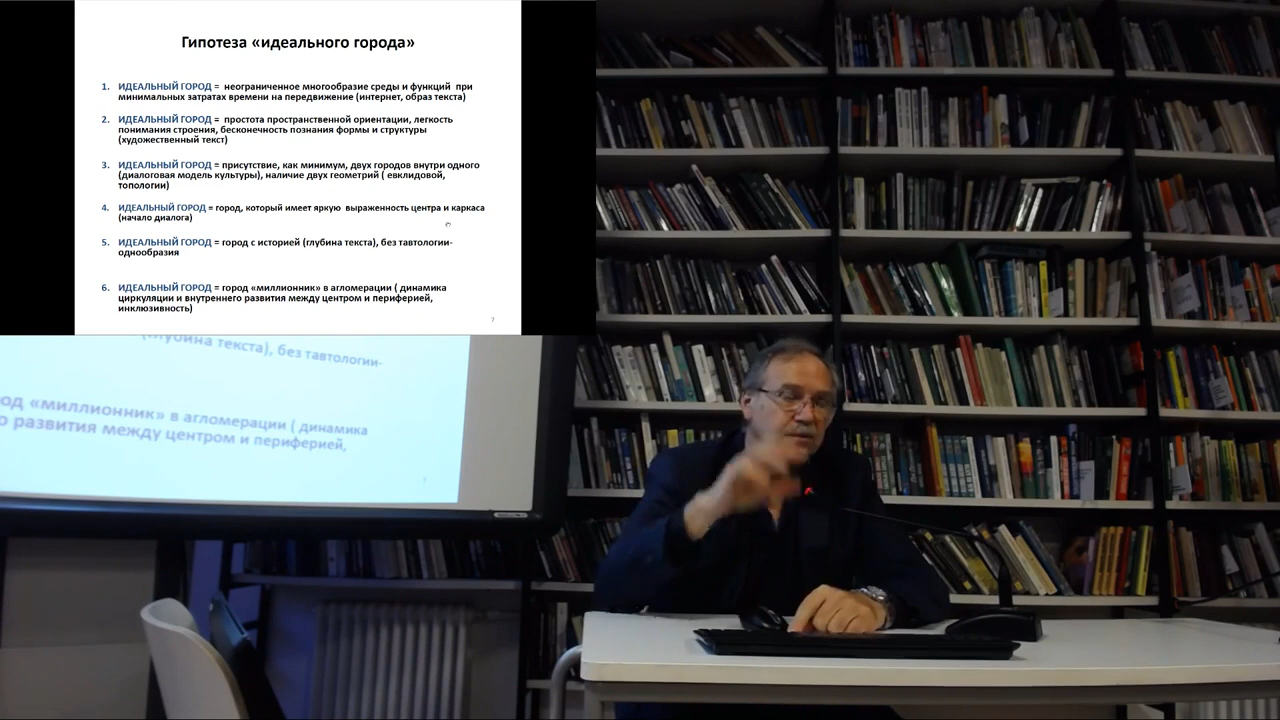 Гипотеза «идеального города»
1. ИДЕАЛЬНЫЙ ГОРОД = неограниченное многообразие среды и функций при
минимальных затратах времени на передвижение (интернет, образ текста)
2. ИДЕАЛЬНЫЙ ГОРОД = простота пространственной ориентации, легкость
понимания строения, бесконечность познания формы и структуры
(художественный текст)
3. ИДЕАЛЬНЫЙ ГОРОД = присутствие, как минимум, двух городов внутри одного
(диалоговая модель культуры), наличие двух геометрий ( евклидовой,
топологии)
4. ИДЕАЛЬНЫЙ ГОРОД = город, который имеет яркую выраженность центра и каркаса
(начало диалога)
5. ИДЕАЛЬНЫЙ ГОРОД = город с историей (глубина текста), без тавтологии-
однообразия
6. ИДЕАЛЬНЫЙ ГОРОД = город «миллионник» в агломерации ( динамика
циркуляции и внутреннего развития между центром и периферией,
инклюзивность)
7
(глубина текста), без тавтологии-
од «миллионник» в агломерации ( динамика
о развития между центром и периферией,
7